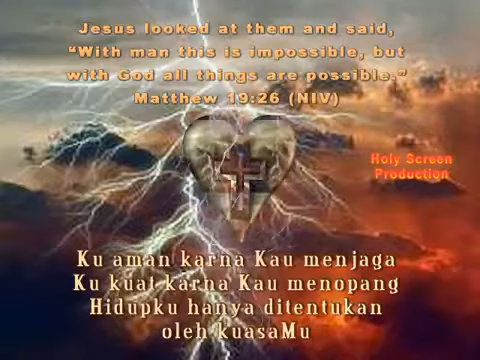 Jesus looked at them and said,
“With man this is impossible, but
with God all things are possible.”
Matthew 19:26 (NIV)
Holy Screen
Production
Ku aman karna Kau menjaga
Ku kuat karna Kau menopang
Hidupku hanya ditentukan
oleh kuasaMu